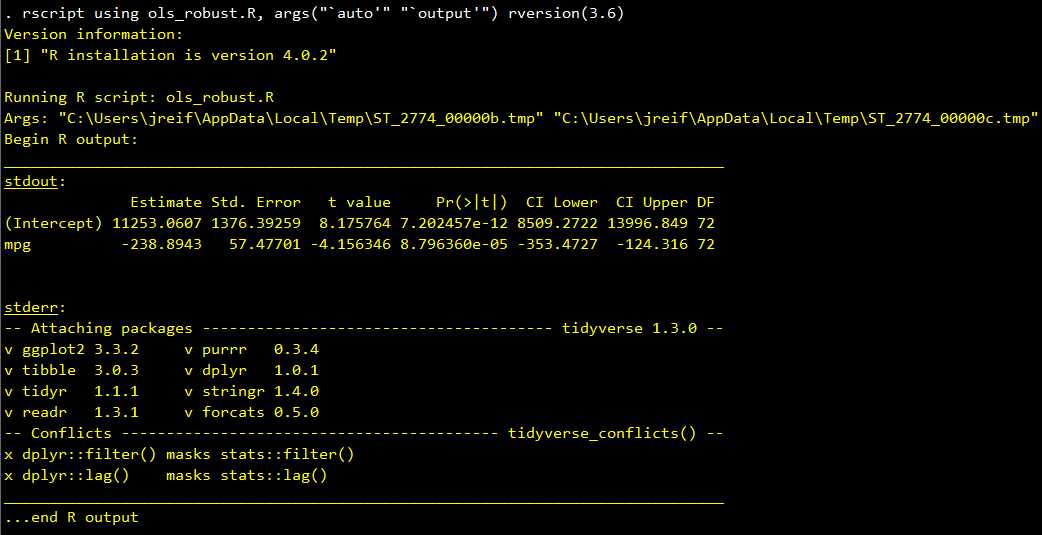 . rscript using ols_robust.R, args("`auto'" "`output'") rversion(3.6)
Version information:
[1] "R installation is version 4.0.2"
Running R script: ols_robust.R
Args: "C:\Users\jreif\AppData\Local\Temp\ST_2774_00000b.tmp" "C:\Users\jreif\AppData\Local\Temp\ST_2774_00000c.tmp"
Begin R output:
stdout:
              Estimate Std. Error   t value     Pr(>|t|)  CI Lower  CI Upper DF
(Intercept) 11253.0607 1376.39259  8.175764 7.202457e-12 8509.2722 13996.849 72
mpg          -238.8943   57.47701 -4.156346 8.796360e-05 -353.4727  -124.316 72
stderr:
-- Attaching packages --------------------------------------- tidyverse 1.3.0 --
v ggplot2 3.3.2     v purrr   0.3.4
v tibble  3.0.3     v dplyr   1.0.1
v tidyr   1.1.1     v stringr 1.4.0
v readr   1.3.1     v forcats 0.5.0
-- Conflicts ------------------------------------------ tidyverse_conflicts() --
x dplyr::filter() masks stats::filter()
x dplyr::lag()    masks stats::lag()
...end R output